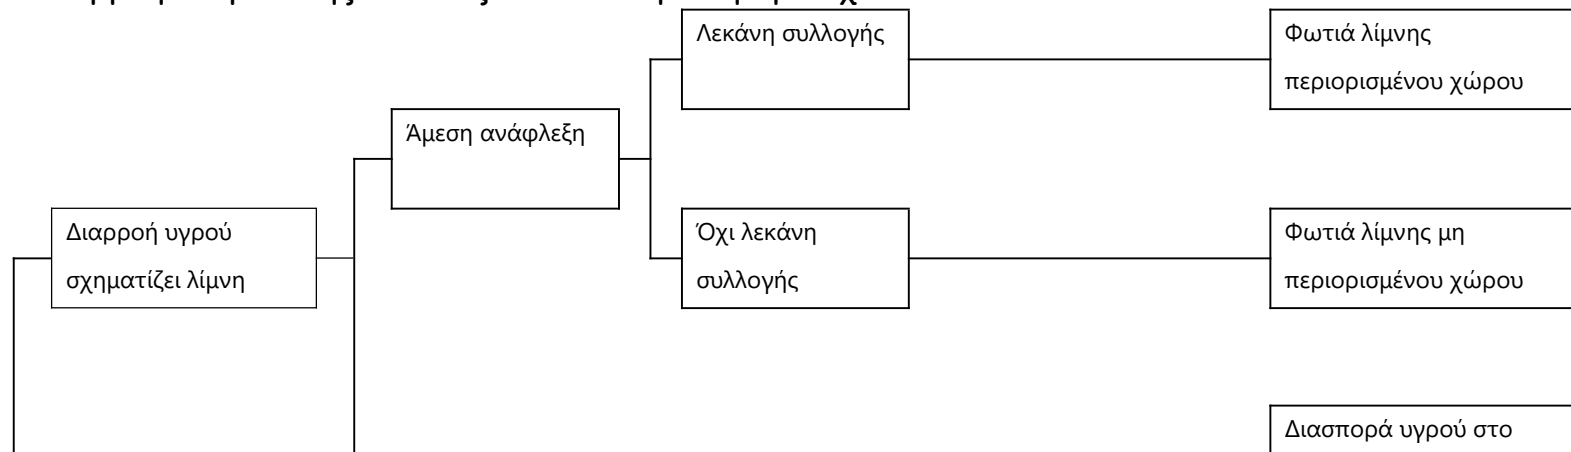 Λεκάνη συλλογής
Φωτιά λίμνης
περιορισμένου χώρου
Άμεση ανάφλεξη
Διαρροή υγρού
σχηματίζει λίμνη
Όχι λεκάνη
συλλογής
Φωτιά λίμνης μη
περιορισμένου χώρου
Διασπορά υγρού στο